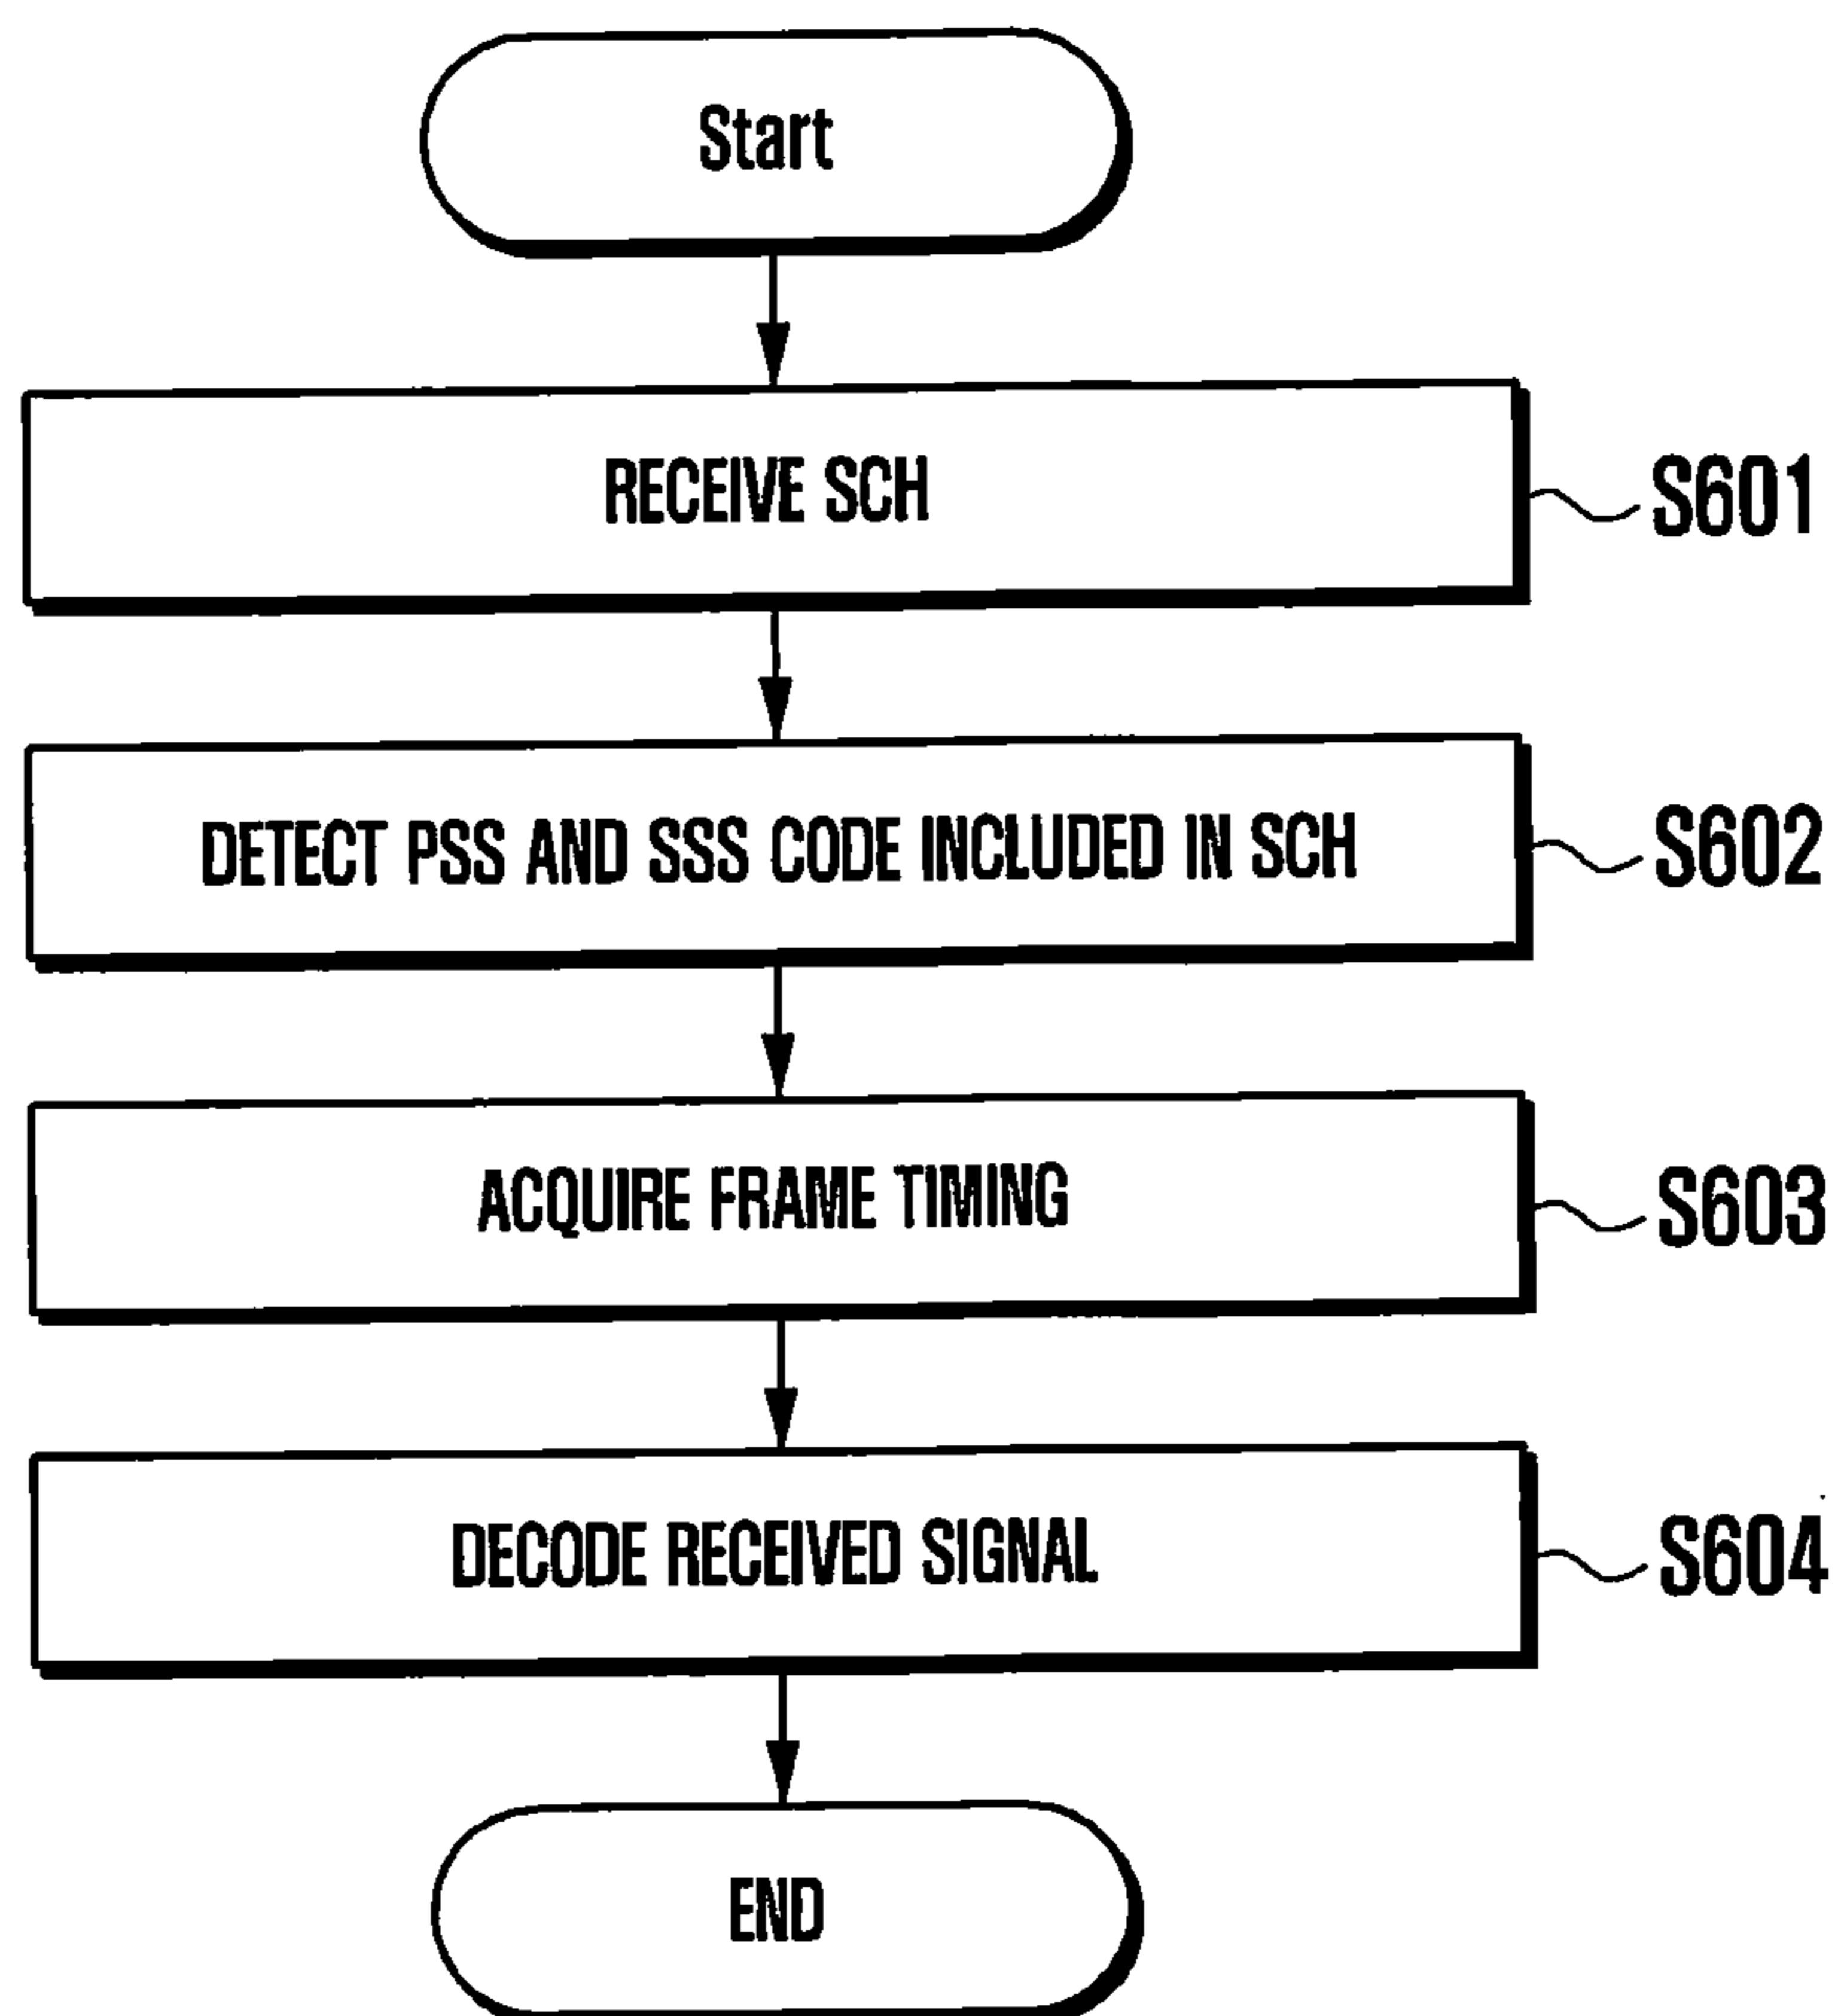 Start
RECEIVE SCH
S601
DETECT PSS AND SSS CODE INCLUDED IN SCH
S602
ACQUIRE FRAME TIMING
S603
DECODE RECEIVED SIGNAL
S604
END